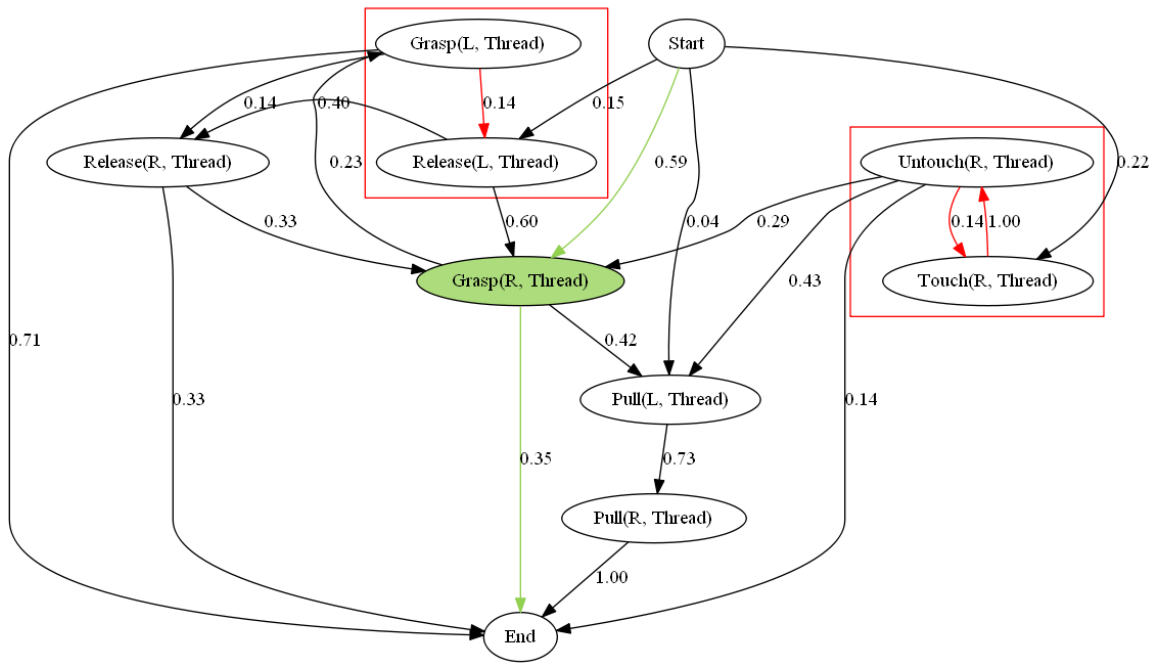 Grasp(L, Thread)
Start
0.14
0.40
0.14
0.15
Release(R, Thread)
Release(L, Thread)
0.23
0.59
Untouch(R, Thread)
0.22
0.33
0.60
0.04
0.29
0.14
1.00
Grasp(R, Thread)
0.43
Touch(R, Thread)
0.71
0.42
0.33
Pull(L, Thread)
0.14
0.35
0.73
Pull(R, Thread)
1.00
End